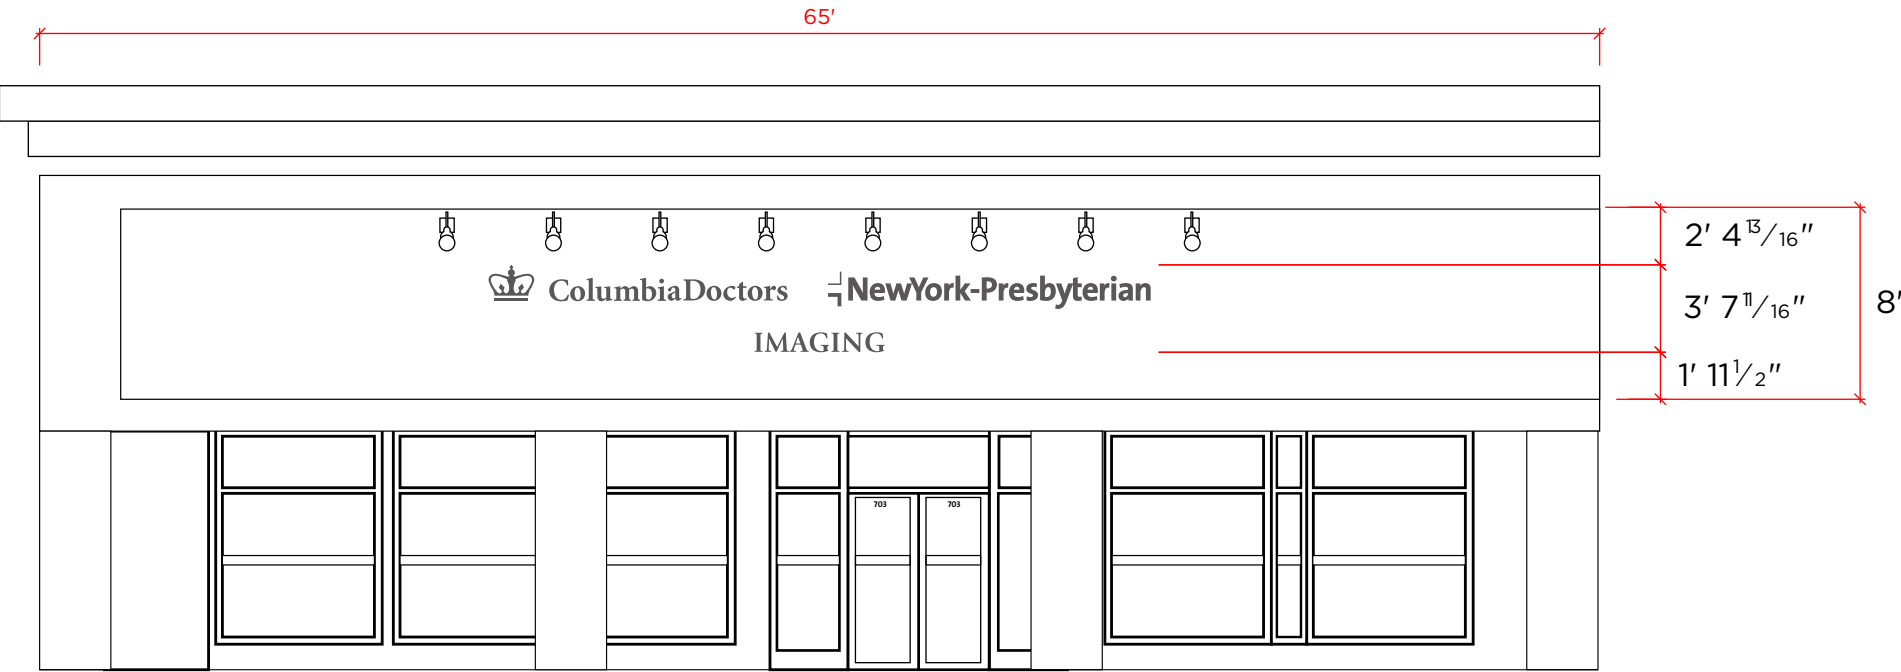 65'
ColumbiaDoctors NewYork-Presbyterian
IMAGING
2' 4 13/16"
3' 7 11/16"
8'
1' 11 1/2"
703 703